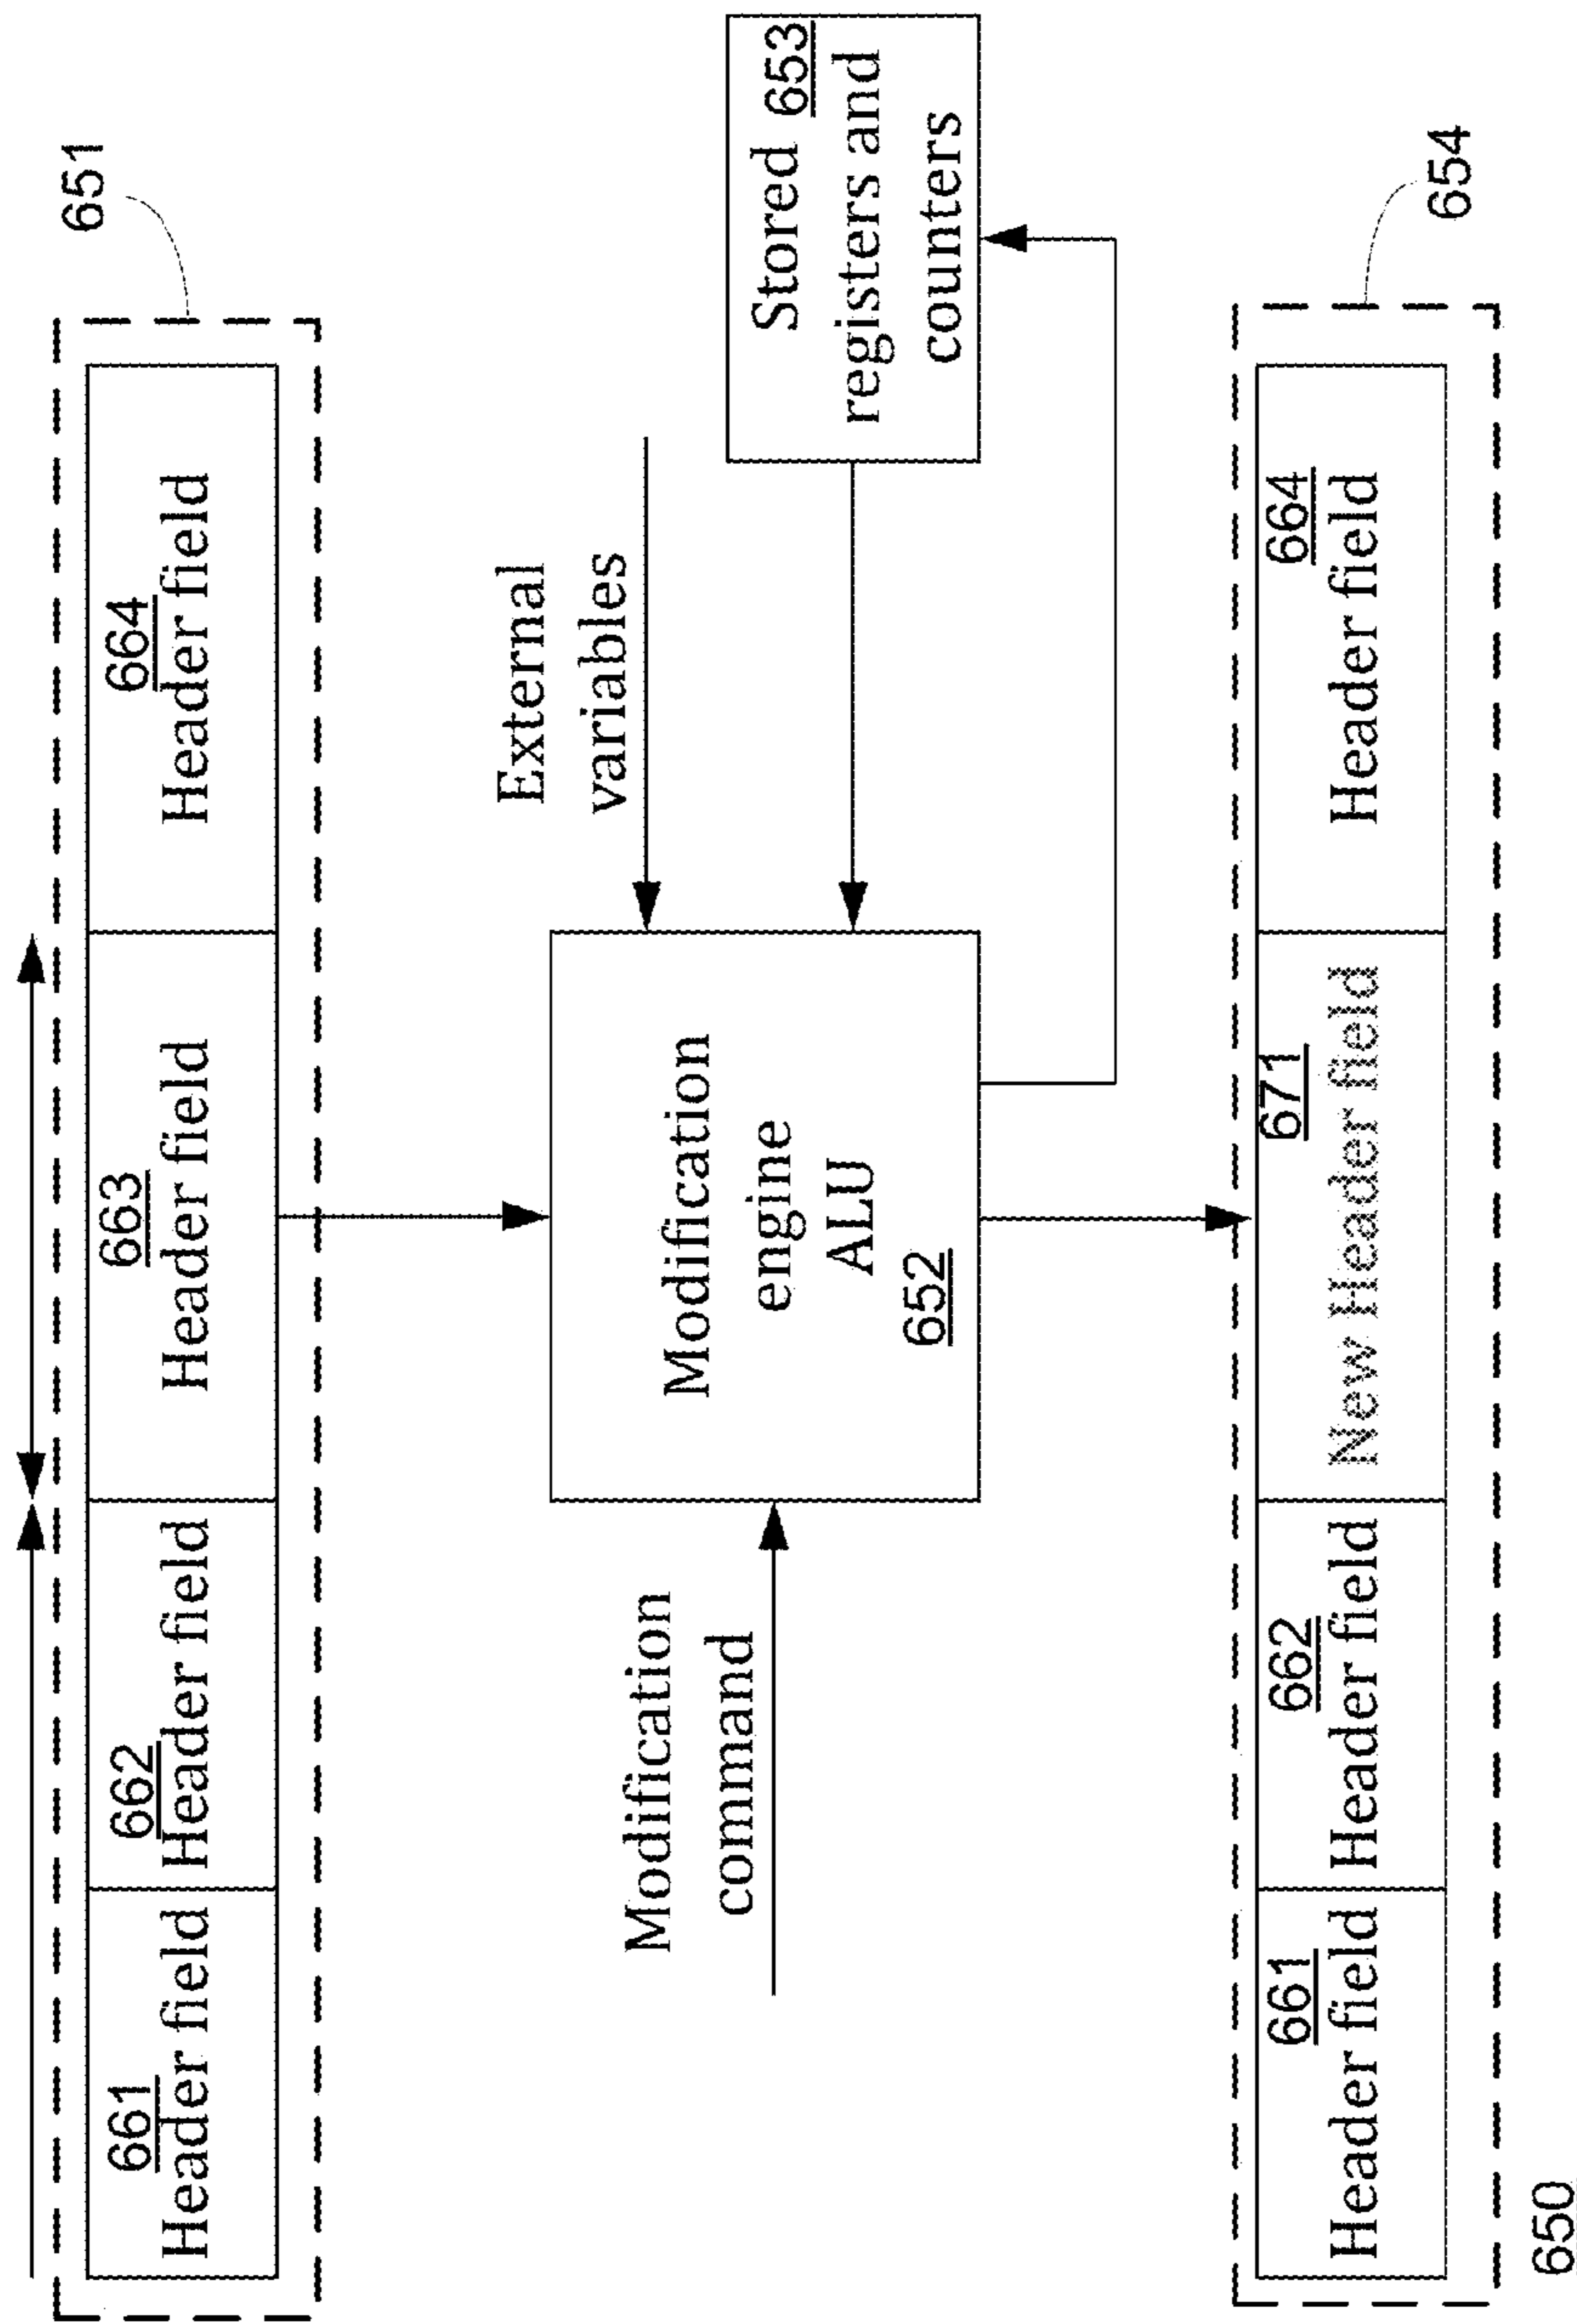 651
661
Header field
662
Header field
663
Header field
664
Header field
External
variables
Modification
command
Modification
engine
ALU
652
Stored 653
registers and
counters
661
Header field
662
Header field
671
New Header field
664
Header field
654
650